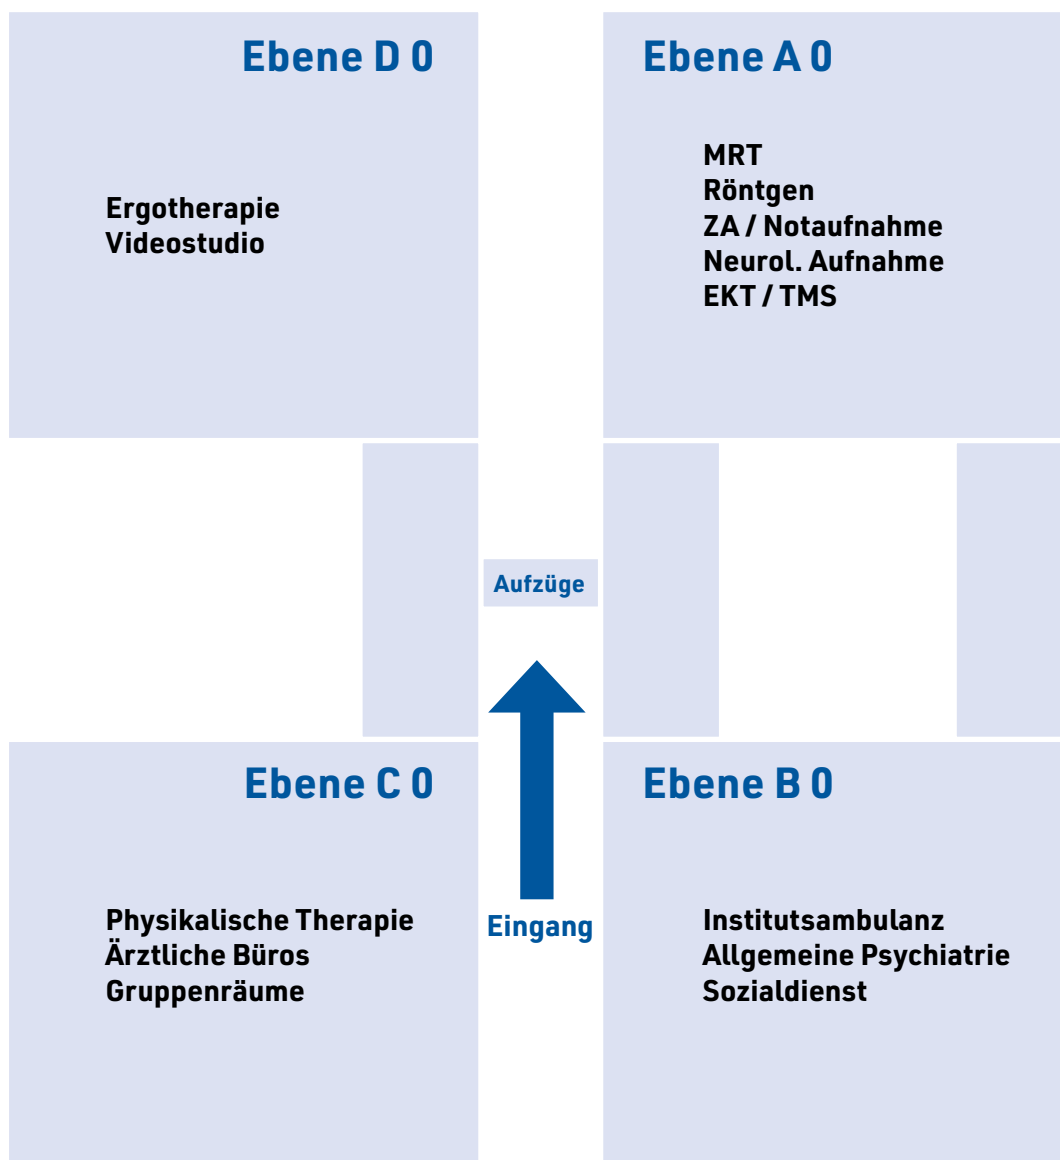 Ebene D 0
Ergotherapie
Videostudio
Ebene A 0
MRT
Röntgen
ZA / Notaufnahme
Neurol. Aufnahme
EKT / TMS
Aufzüge
Ebene C 0
Physikalische Therapie
Ärztliche Büros
Gruppenräume
Eingang
Ebene B 0
Institutsambulanz
Allgemeine Psychiatrie
Sozialdienst